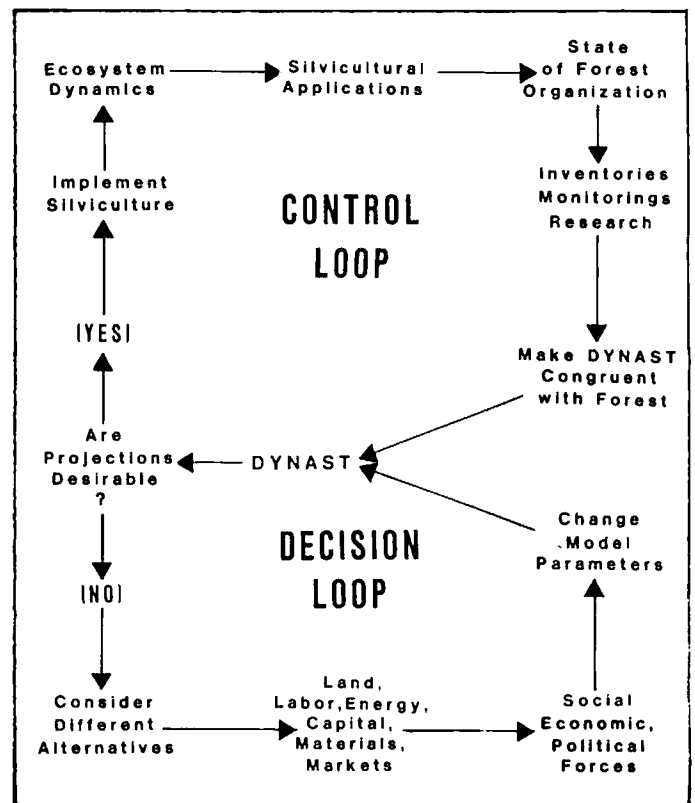 Ecosystem
Dynamics
Silvicultural
Applications
State
of Forest
Organization
Implement
Silviculture
CONTROL
LOOP
Inventories
Monitorings
Research
(YES)
Make DYNAST
Congruent
with Forest
Are
Projections
Desirable
?
DYNAST
Change
Model
Parameters
DECISION
LOOP
(NO)
Consider
Different
Alternatives
Land,
Labor,Energy,
Capital,
Materials,
Markets
Social
Economic,
Political
Forces